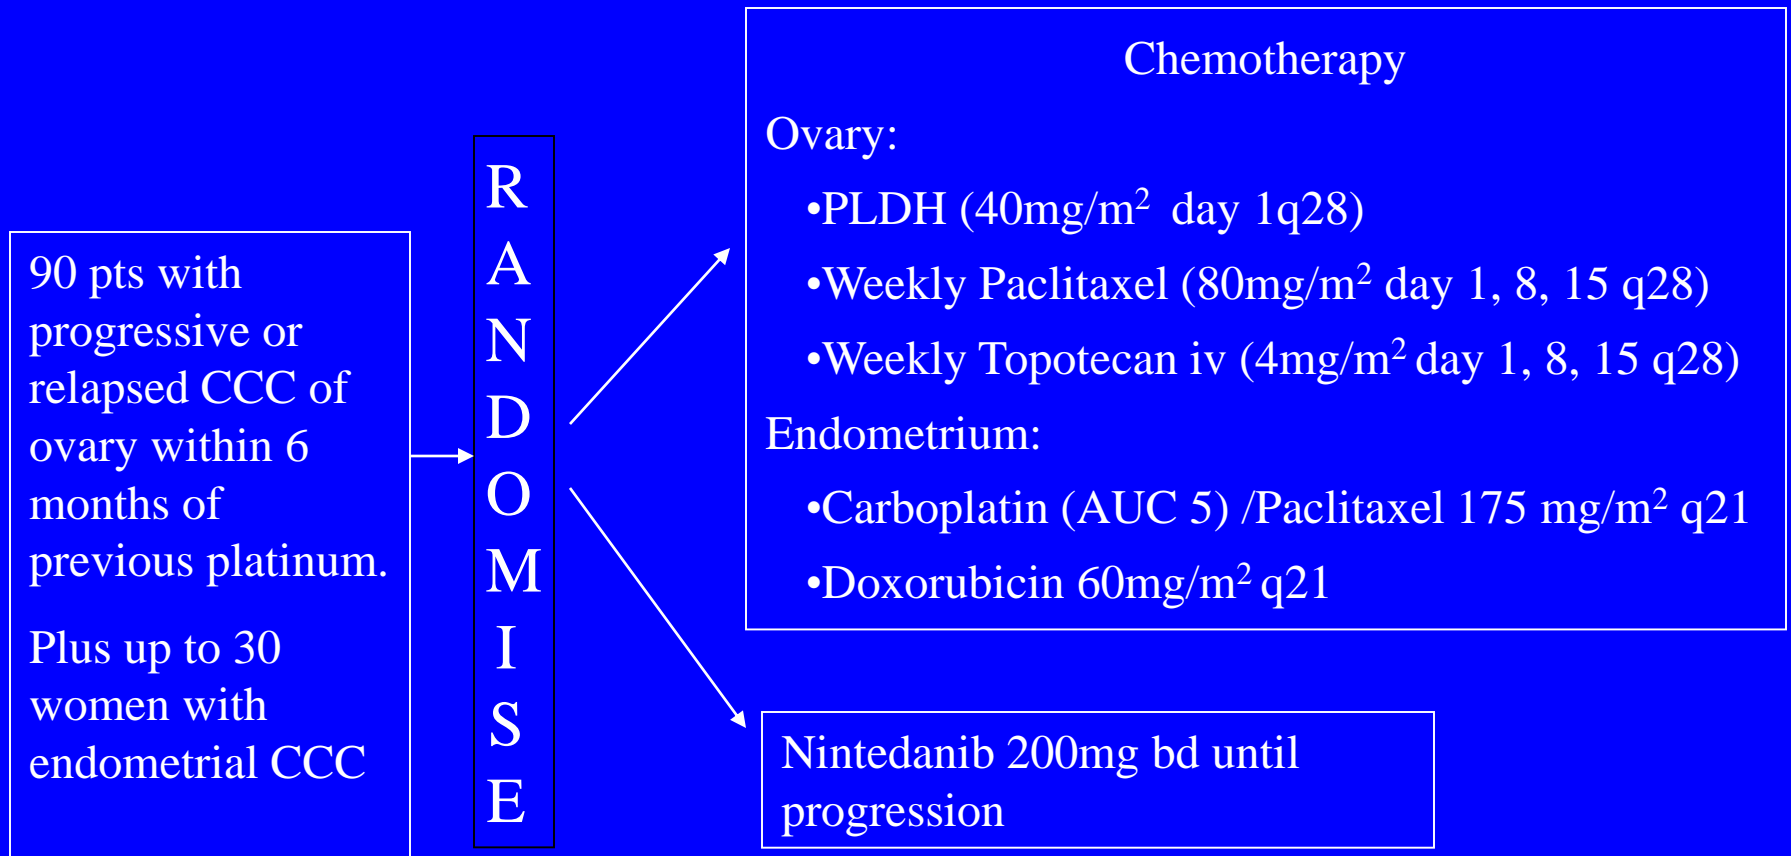 90 pts with
progressive or
relapsed CCC of
ovary within 6
months of
previous platinum.
Plus up to 30
women with
endometrial CCC
R
A
N
D
O
M
I
S
E
Chemotherapy
Ovary:
•PLDH (40mg/m² day 1q28)
•Weekly Paclitaxel (80mg/m² day 1, 8, 15 q28)
•Weekly Topotecan iv (4mg/m² day 1, 8, 15 q28)
Endometrium:
•Carboplatin (AUC 5) /Paclitaxel 175 mg/m² q21
•Doxorubicin 60mg/m² q21
Nintedanib 200mg bd until
progression